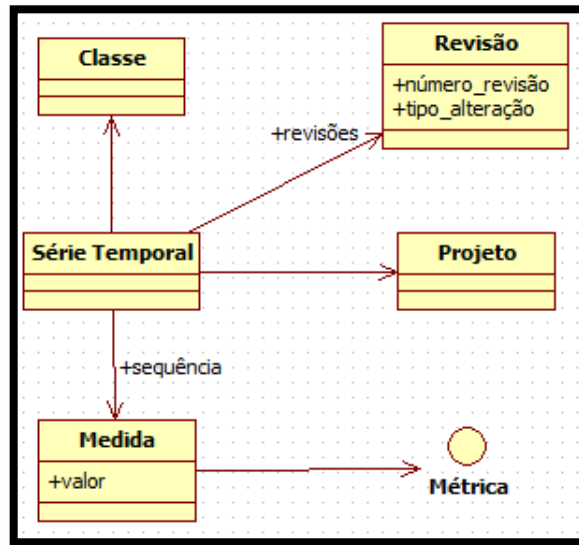 Classe
Revisão
+número_revisão
+tipo_alteração
+revisões
Série Temporal
Projeto
+sequência
Medida
+valor
Métrica